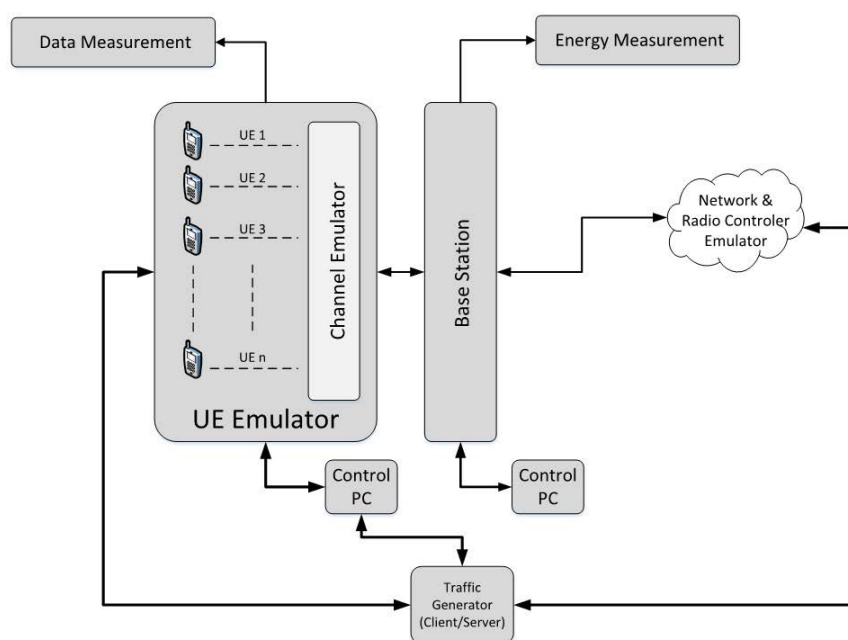 Data Measurement
Energy Measurement
UE 1
UE 2
UE 3
UE n
Channel Emulator
UE Emulator
Base Station
Network &
Radio Controler
Emulator
Control
PC
Control
PC
Traffic
Generator
(Client/Server)